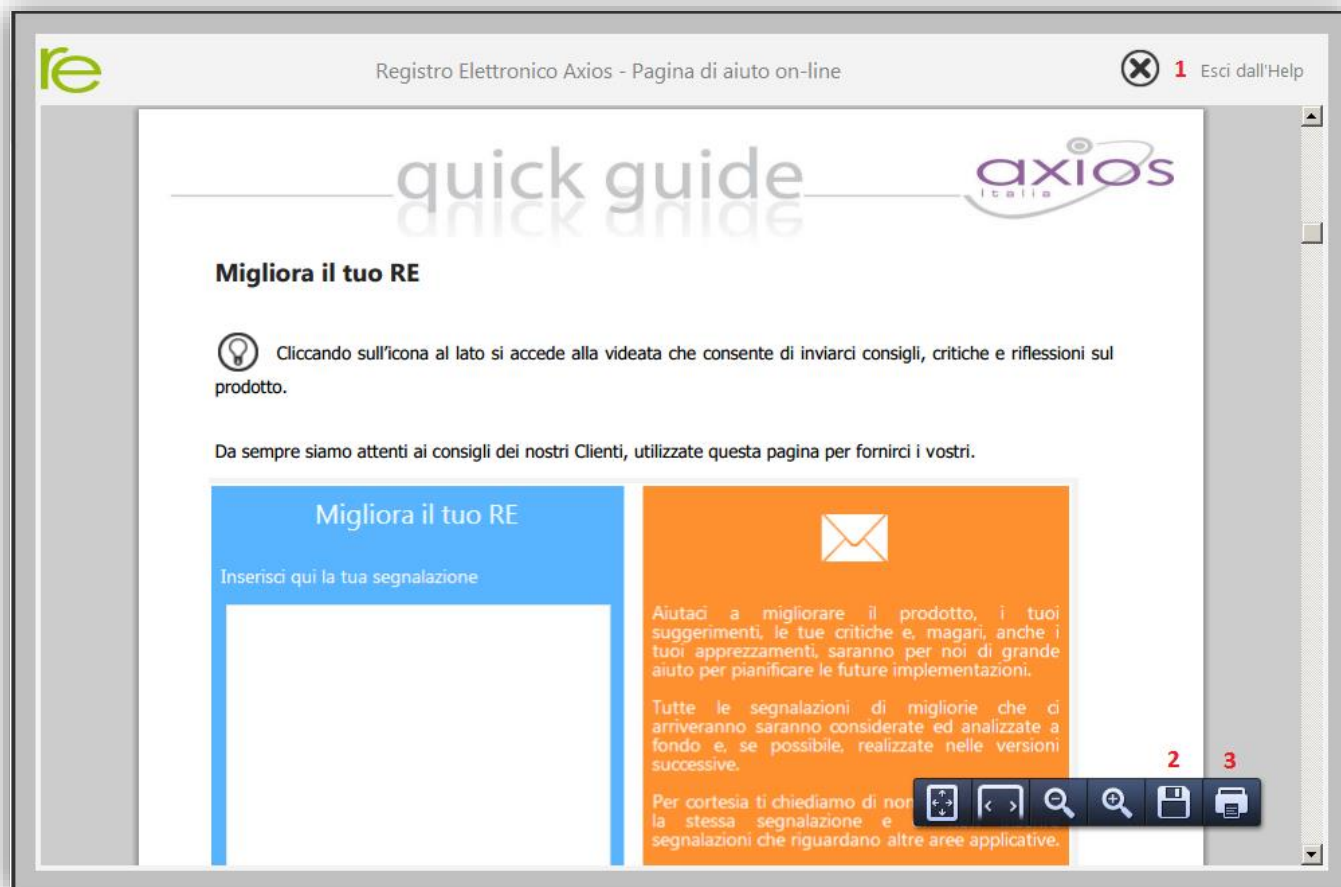 re
Registro Elettronico Axios - Pagina di aiuto on-line
1 Esci dall'Help
quick guide
axios
Italia
Migliora il tuo RE
Cliccando sull'icona al lato si accede alla videata che consente di inviarci consigli, critiche e riflessioni sul
prodotto.
Da sempre siamo attenti ai consigli dei nostri Clienti, utilizzate questa pagina per fornirci i vostri.
Migliora il tuo RE
Inserisci qui la tua segnalazione
Aiutaci a migliorare il prodotto, i tuoi
suggerimenti, le tue critiche e, magari, anche i
tuoi apprezzamenti, saranno per noi di grande
aiuto per pianificare le future implementazioni.
Tutte le segnalazioni di migliorie che ci
arriveranno saranno considerate ed analizzate a
fondo e, se possibile, realizzate nelle versioni
successive.
2 3
Per cortesia ti chiediamo di non
la stessa segnalazione e
segnalazioni che riguardano altre aree applicative.